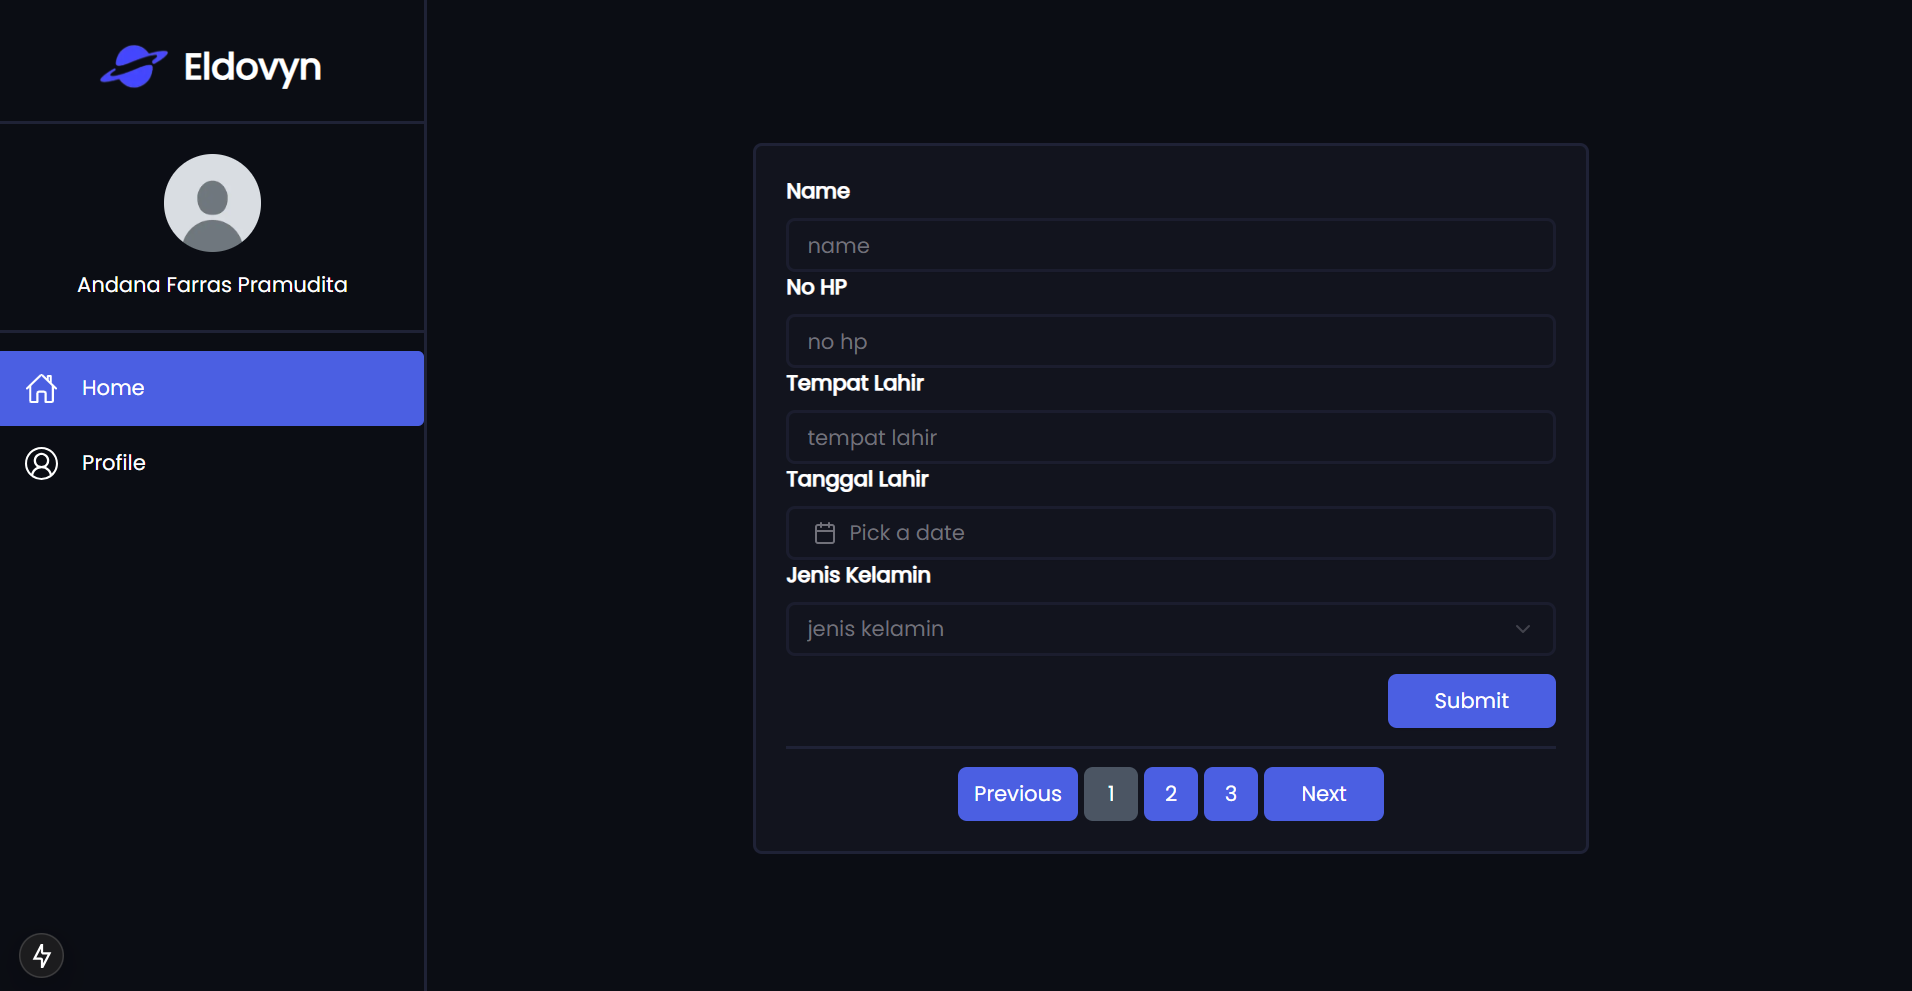 Eldovyn
Andana Farras Pramudita
Home
Profile
Name
name
No HP
no hp
Tempat Lahir
tempat lahir
Tanggal Lahir
Pick a date
Jenis Kelamin
jenis kelamin
Submit
Previous 1 2 3 Next